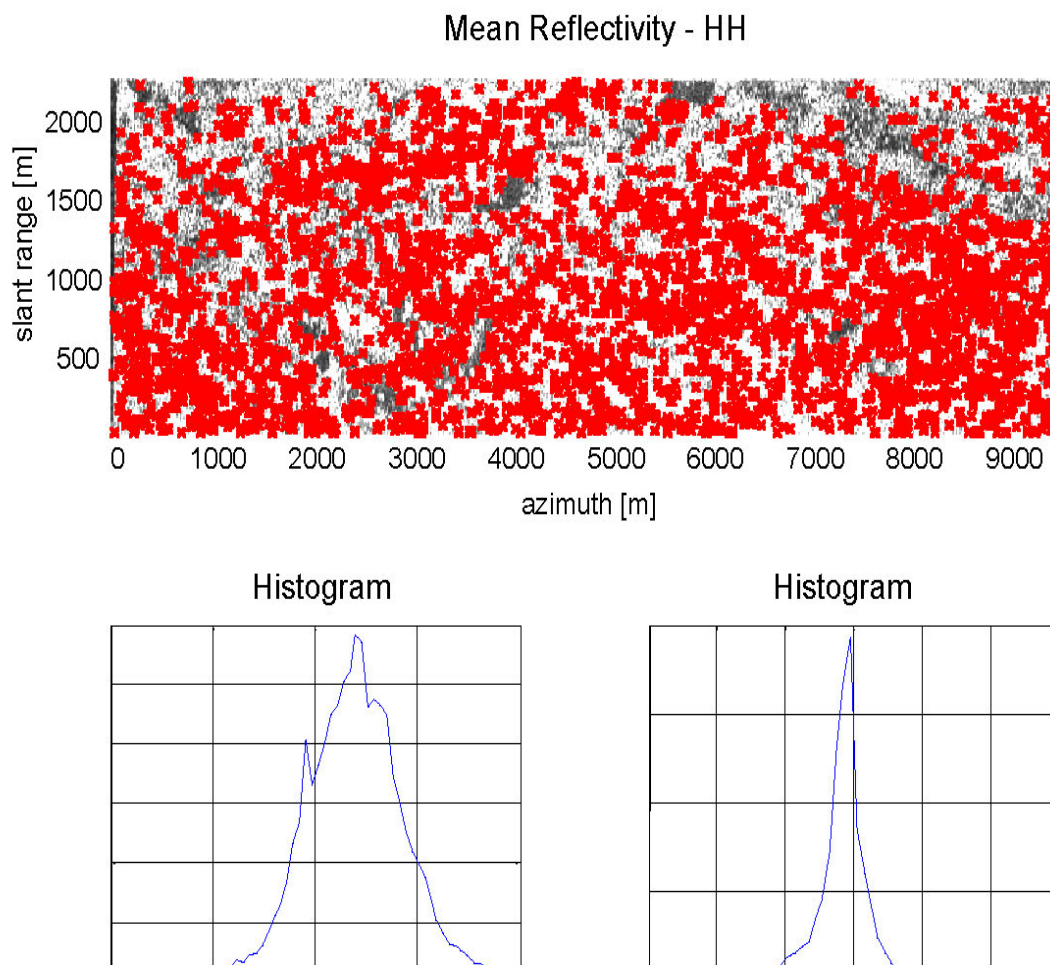 Mean Reflectivity - HH
slant range [m]
2000
1500
1000
500
0 1000 2000 3000 4000 5000 6000 7000 8000 9000
azimuth [m]
Histogram Histogram